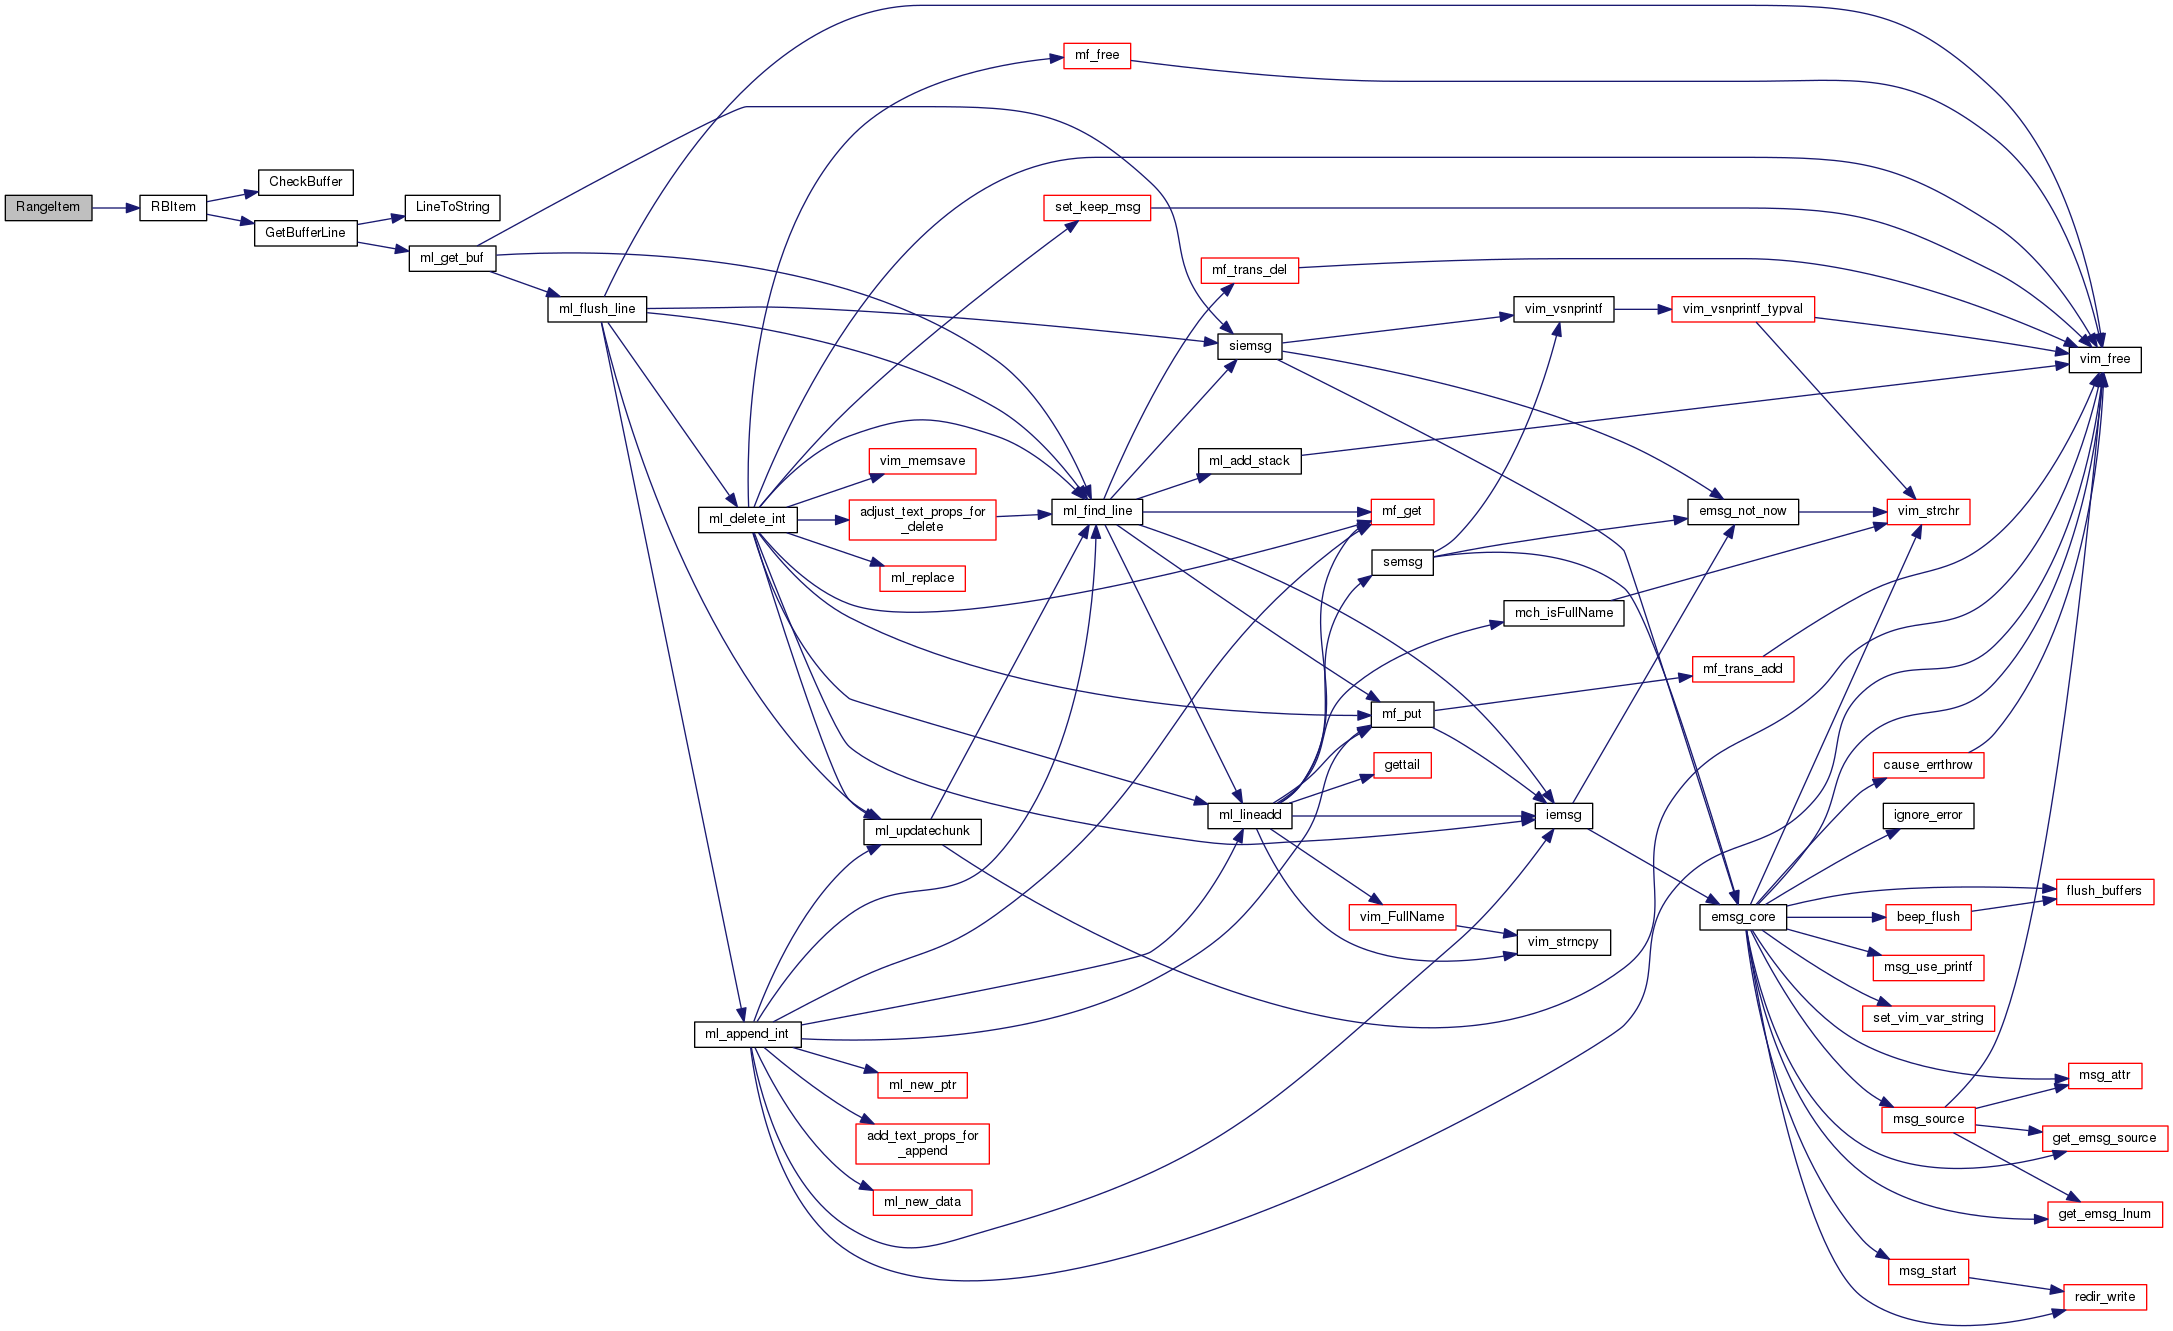 RangeItem
RBItem
CheckBuffer
GetBufferLine
LineToString
ml_get_buf
ml_flush_line
ml_delete_int
ml_append_int
vim_memsave
adjust_text_props_for
_delete
ml_replace
ml_updatechunk
ml_new_ptr
add_text_props_for
_append
ml_new_data
mf_free
set_keep_msg
ml_find_line
mf_trans_del
siemsg
ml_add_stack
ml_lineadd
mf_get
semsg
mf_put
gettail
vim_FullName
vim_vsnprintf
mch_isFullName
iemsg
vim_strncpy
vim_vsnprintf_typval
emsg_not_now
mf_trans_add
emsg_core
vim_strchr
cause_errthrow
ignore_error
beep_flush
msg_use_printf
set_vim_var_string
msg_source
msg_start
vim_free
flush_buffers
msg_attr
get_emsg_source
get_emsg_lnum
redir_write